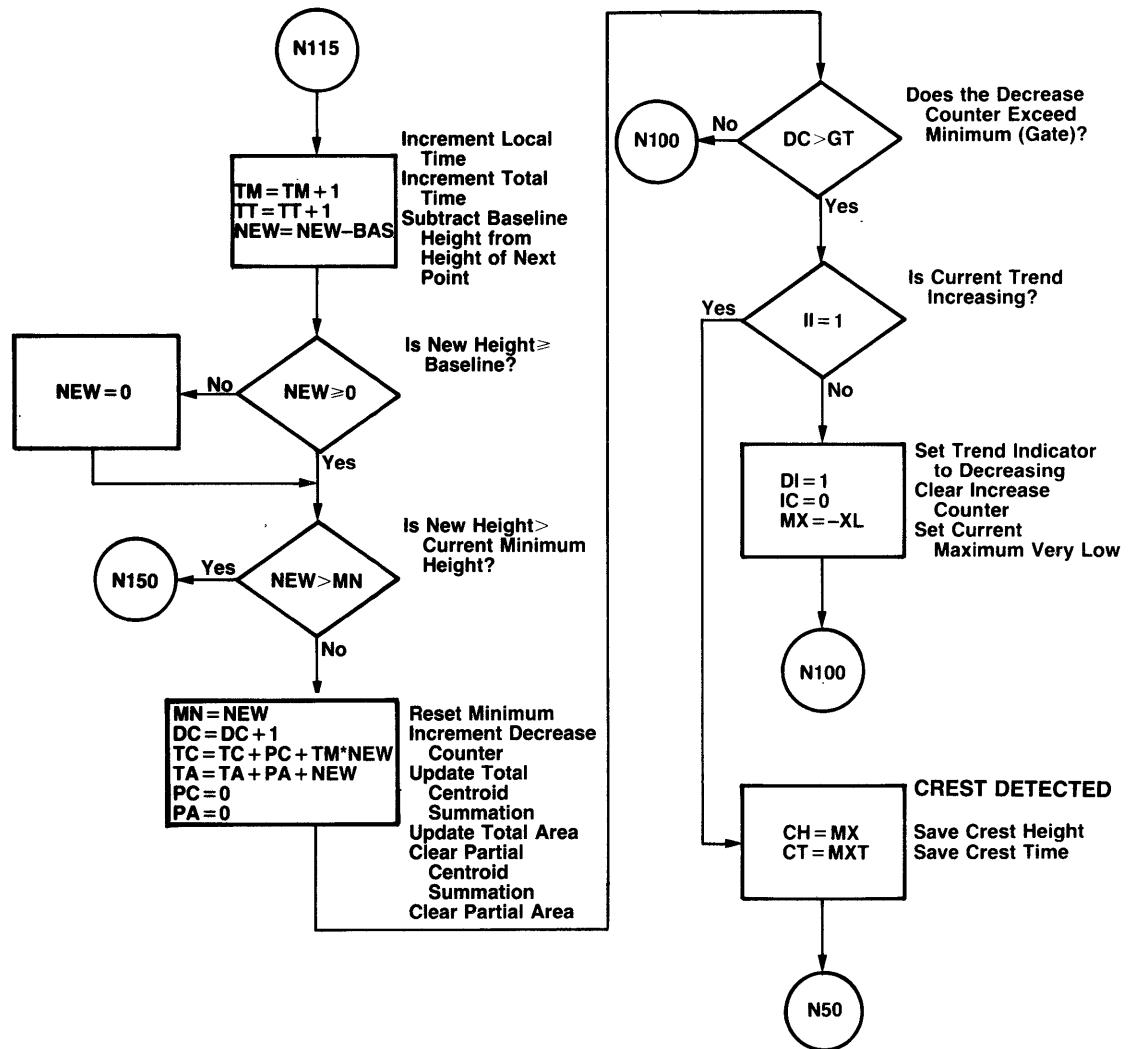 N115
TM=TM+1
TT=TT+1
NEW=NEW–BAS
Increment Local
Time
Increment Total
Time
Subtract Baseline
Height from
Height of Next
Point
NEW≥0
Is New Height≥
Baseline?
No
NEW=0
Yes
NEW>MN
Is New Height>
Current Minimum
Height?
Yes
N150
No
MN=NEW
DC=DC+1
TC=TC+PC+TM*NEW
TA=TA+PA+NEW
PC=0
PA=0
Reset Minimum
Increment Decrease
Counter
Update Total
Centroid
Summation
Update Total Area
Clear Partial
Centroid
Summation
Clear Partial Area
DC>GT
Does the Decrease
Counter Exceed
Minimum (Gate)?
No
N100
Yes
II=1
Is Current Trend
Increasing?
Yes
No
DI=1
IC=0
MX=–XL
Set Trend Indicator
to Decreasing
Clear Increase
Counter
Set Current
Maximum Very Low
N100
CREST DETECTED
CH=MX
CT=MXT
Save Crest Height
Save Crest Time
N50